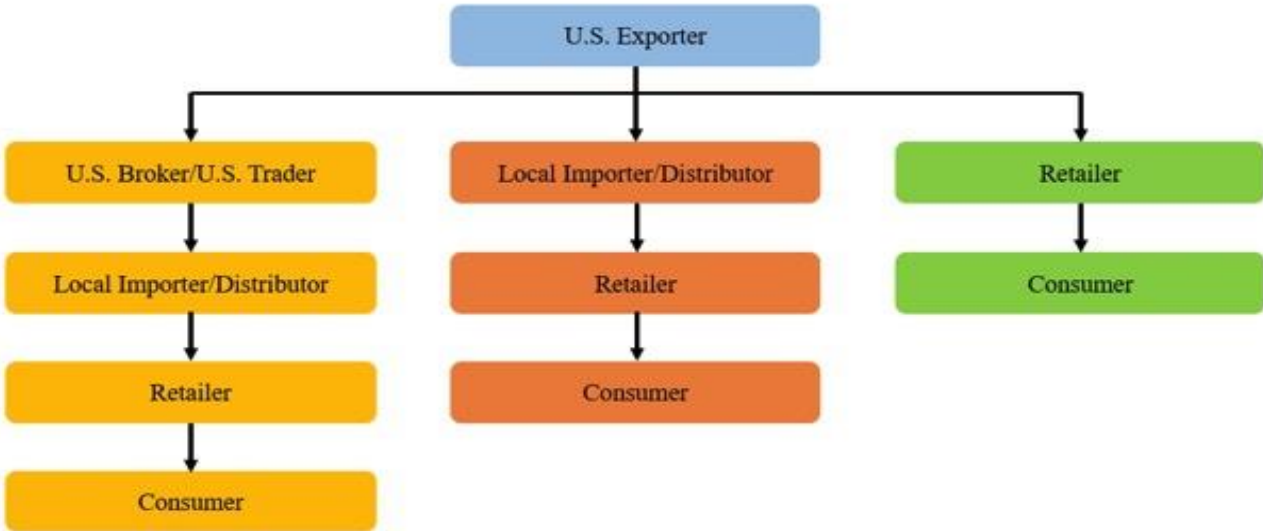 U.S. Exporter
U.S. Broker/U.S. Trader
Local Importer/Distributor
Retailer
Consumer
Local Importer/Distributor
Retailer
Consumer
Retailer
Consumer